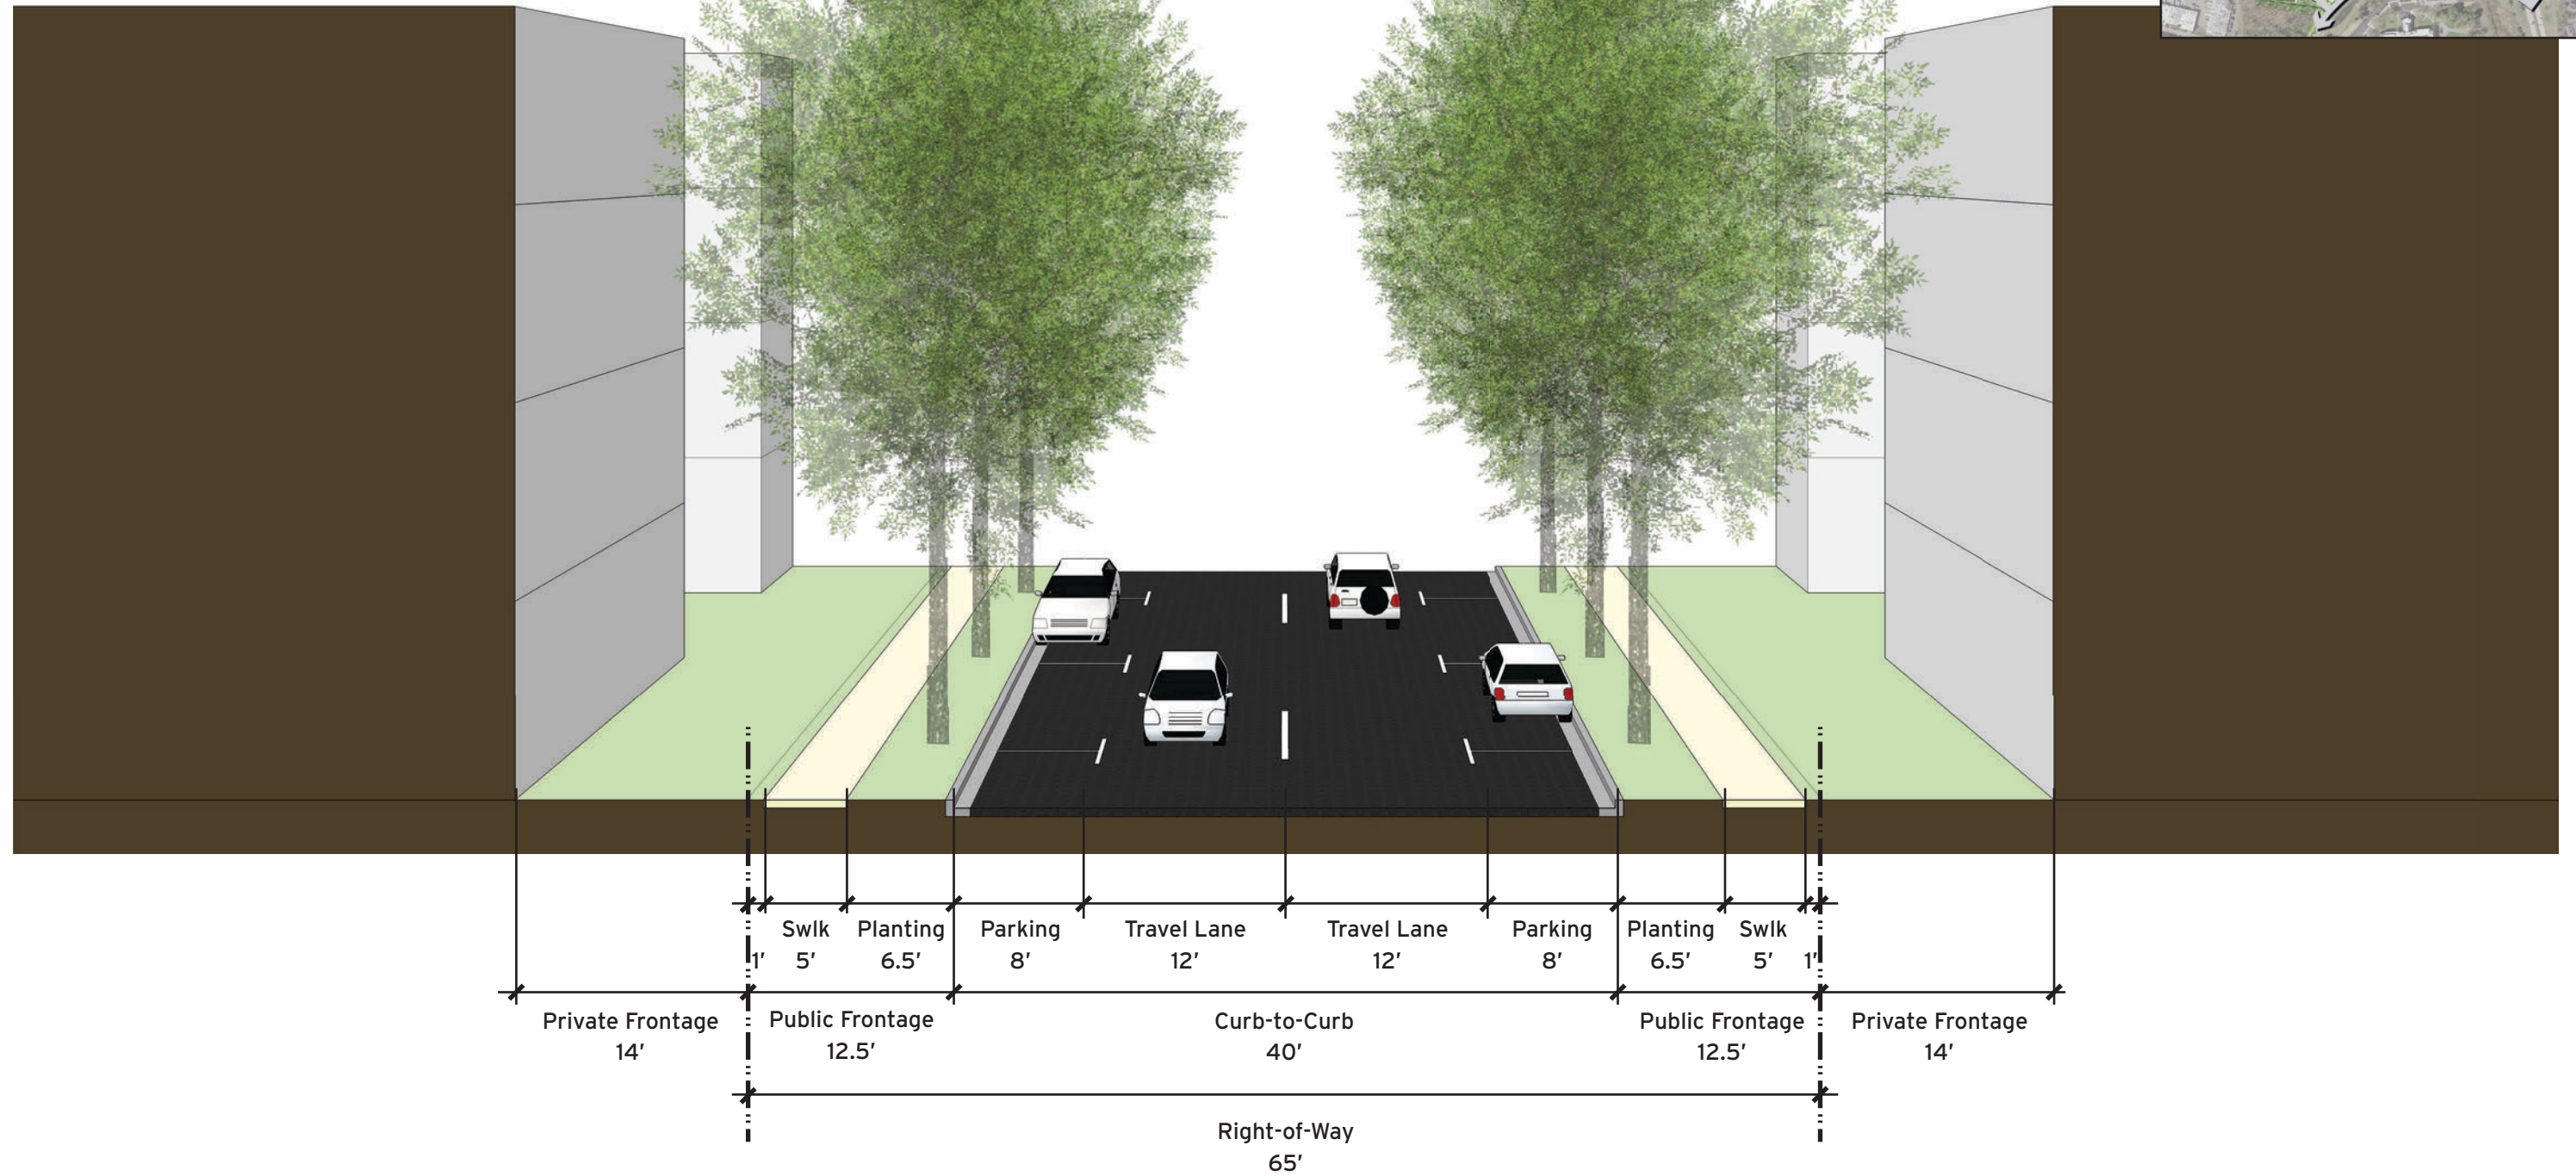 Swlk Planting Parking Travel Lane Travel Lane Parking Planting Swlk
1' 5' 6.5' 8' 12' 12' 8' 6.5' 5' 1'
Private Frontage Public Frontage Curb-to-Curb Public Frontage Private Frontage
14' 12.5' 40' 12.5' 14'
Right-of-Way
65'